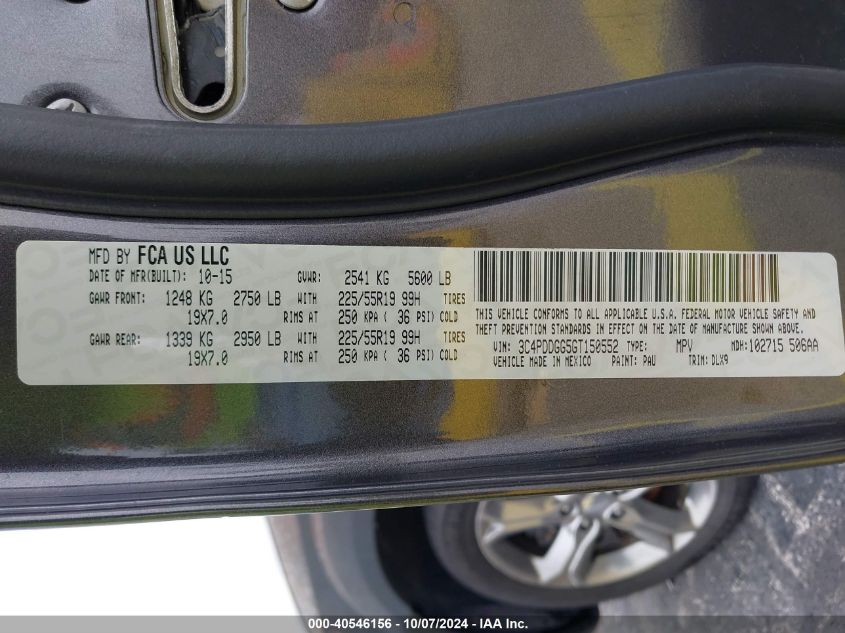 MFD BY FCA US LLC
DATE OF MFR(BUILT): 10-15 GVWR: 2541 KG 5600 LB
GAWR FRONT: 1248 KG 2750 LB WITH 225/55R19 99H TIRES
19X7.0 RIMS AT 250 KPA ( 36 PSI) COLD
GAWR REAR: 1339 KG 2950 LB WITH 225/55R19 99H TIRES
19X7.0 RIMS AT 250 KPA ( 36 PSI) COLD
THIS VEHICLE CONFORMS TO ALL APPLICABLE U.S.A. FEDERAL MOTOR VEHICLE SAFETY AND
THEFT PREVENTION STANDARDS IN EFFECT ON THE DATE OF MANUFACTURE SHOWN ABOVE.
VIN: 3C4PDDGG5GT150552 TYPE: MPV MDH: 102715 506AA
VEHICLE MADE IN MEXICO PAINT: PAU TRIM: DLX9
000-40546156 - 10/07/2024 - IAA Inc.